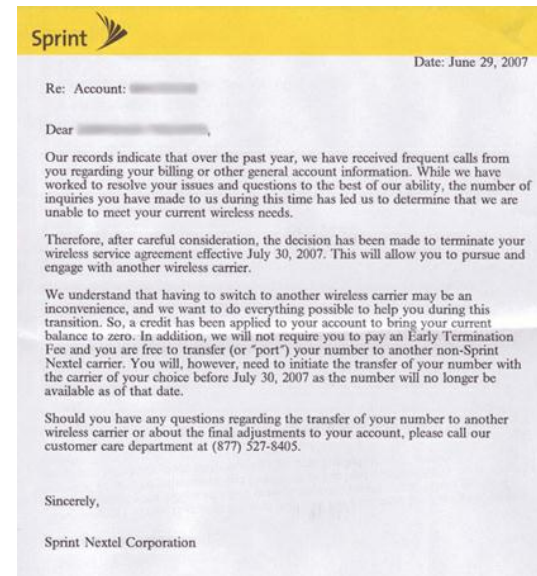 Sprint
Date: June 29, 2007
Re: Account:
Dear ,
Our records indicate that over the past year, we have received frequent calls from
you regarding your billing or other general account information. While we have
worked to resolve your issues and questions to the best of our ability, the number of
inquiries you have made to us during this time has led us to determine that we are
unable to meet your current wireless needs.
Therefore, after careful consideration, the decision has been made to terminate your
wireless service agreement effective July 30, 2007. This will allow you to pursue and
engage with another wireless carrier.
We understand that having to switch to another wireless carrier may be an
inconvenience, and we want to do everything possible to help you during this
transition. So, a credit has been applied to your account to bring your current
balance to zero. In addition, we will not require you to pay an Early Termination
Fee and you are free to transfer (or "port") your number to another non-Sprint
Nextel carrier. You will, however, need to initiate the transfer of your number with
the carrier of your choice before July 30, 2007 as the number will no longer be
available as of that date.
Should you have any questions regarding the transfer of your number to another
wireless carrier or about the final adjustments to your account, please call our
customer care department at (877) 527-8405.
Sincerely,
Sprint Nextel Corporation